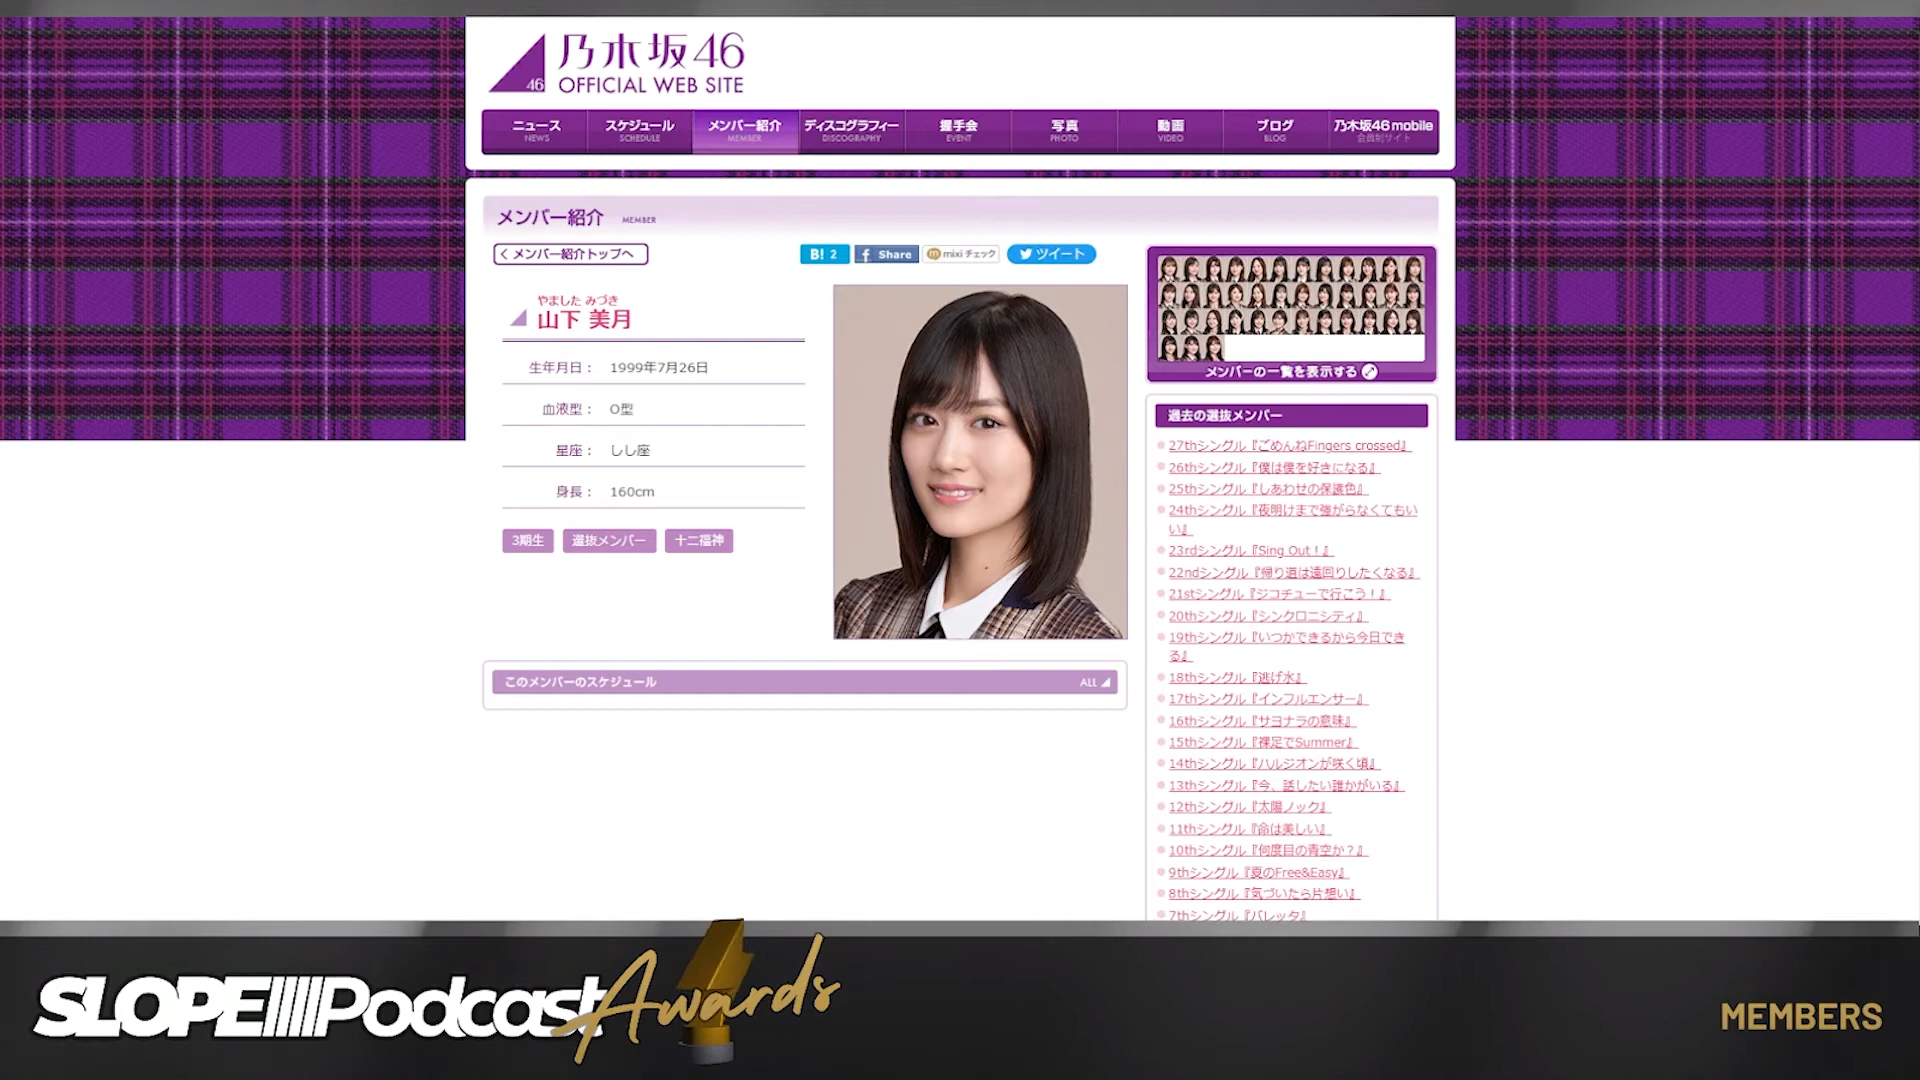 乃木坂46
46
OFFICIAL WEB SITE
ニュース
NEWS
スケジュール
SCHEDULE
メンバー紹介
MEMBER
ディスコグラフィー
DISCOGRAPHY
握手会
EVENT
写真
PHOTO
動画
VIDEO
ブログ
BLOG
乃木坂46 mobile
会員制サイト
メンバー紹介 MEMBER
メンバー紹介トップへ
B! 2
f Share
mixi チェック
ツイート
やました みづき
山下 美月
生年月日： 1999年7月26日
血液型： O型
星座： しし座
身長： 160cm
3期生 選抜メンバー 十二福神
このメンバーのスケジュール ALL
メンバーの一覧を表示する
過去の選抜メンバー
27thシングル『ごめんねFingers crossed』
26thシングル『僕は僕を好きになる』
25thシングル『しあわせの保護色』
24thシングル『夜明けまで強がらなくてもい
い』
23rdシングル『Sing Out！』
22ndシングル『帰り道は遠回りしたくなる』
21stシングル『ジコチューで行こう！』
20thシングル『シンクロニシティ』
19thシングル『いつかできるから今日でき
る』
18thシングル『逃げ水』
17thシングル『インフルエンサー』
16thシングル『サヨナラの意味』
15thシングル『裸足でSummer』
14thシングル『ハルジオンが咲く頃』
13thシングル『今、話したい誰かがいる』
12thシングル『太陽ノック』
11thシングル『命は美しい』
10thシングル『何度目の青空か？』
9thシングル『夏のFree&Easy』
8thシングル『気づいたら片想い』
7thシングル『バレッタ』
SLOPE Podcast Awards
MEMBERS